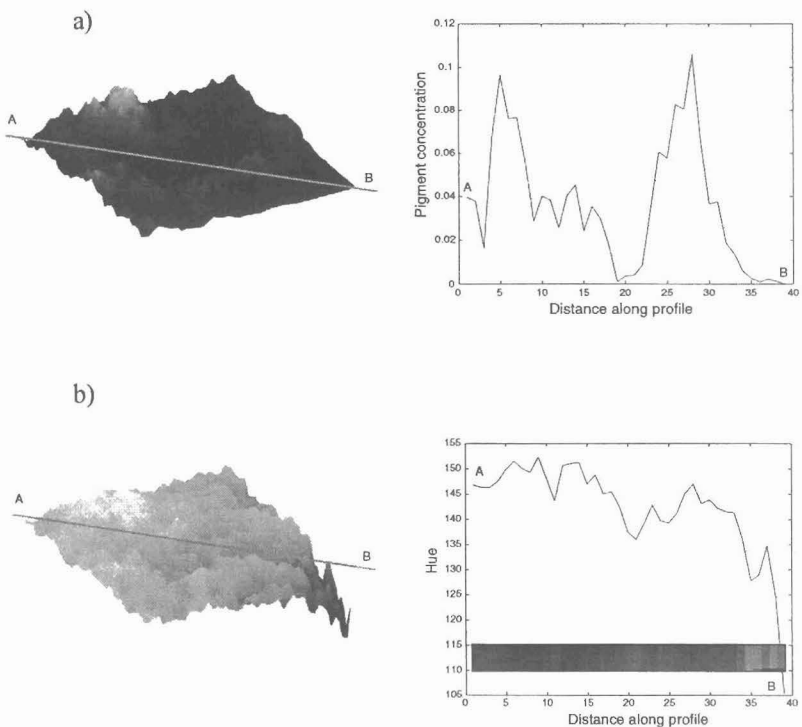 a)
A
B
Pigment concentration
0.12
0.1
0.08
0.06
0.04
0.02
0
A
B
0 5 10 15 20 25 30 35 40
Distance along profile
b)
A
B
Hue
155
150
145
140
135
130
125
120
115
110
105
A
B
0 5 10 15 20 25 30 35 40
Distance along profile